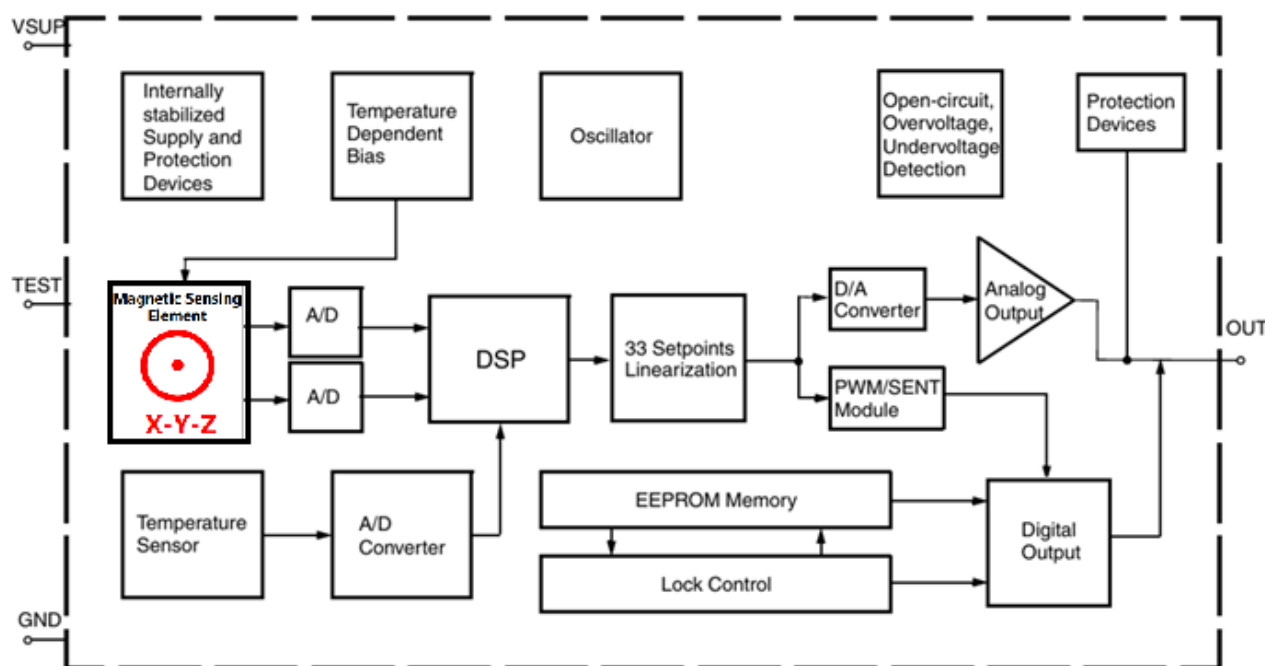 VSUP
Internally
stabilized
Supply and
Protection
Devices
Temperature
Dependent
Bias
Oscillator
Open-circuit,
Overvoltage,
Undervoltage
Detection
Protection
Devices
TEST
Magnetic Sensing
Element
X-Y-Z
A/D
A/D
DSP
33 Setpoints
Linearization
D/A
Converter
Analog
Output
OUT
PWM/SENT
Module
Temperature
Sensor
A/D
Converter
EEPROM Memory
Lock Control
Digital
Output
GND